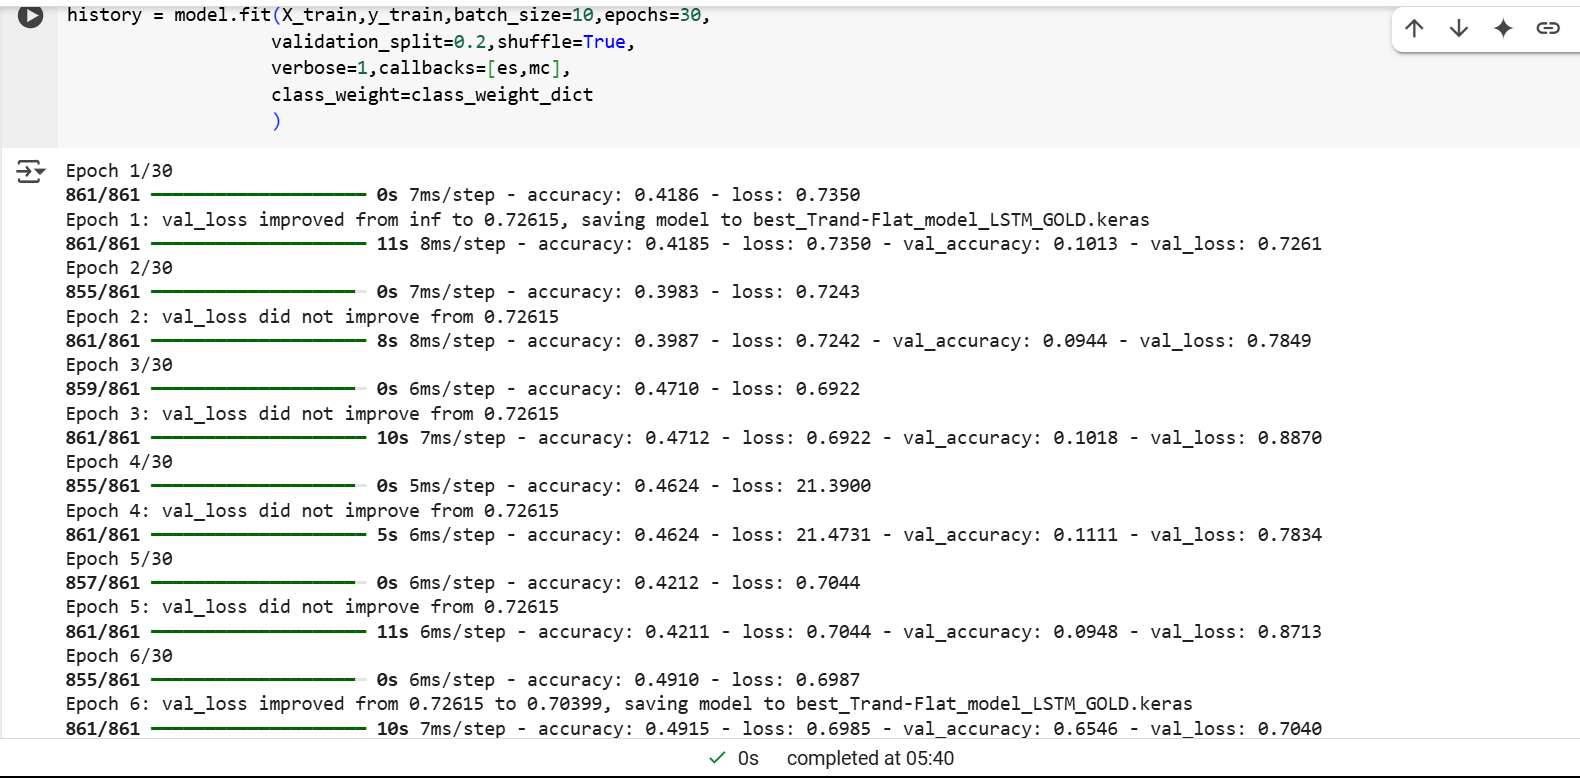 history = model.fit(X_train,y_train,batch_size=10,epochs=30,
validation_split=0.2,shuffle=True,
verbose=1,callbacks=[es,mc],
class_weight=class_weight_dict
)
Epoch 1/30
861/861 0s 7ms/step - accuracy: 0.4186 - loss: 0.7350
Epoch 1: val_loss improved from inf to 0.72615, saving model to best_Trand-Flat_model_LSTM_GOLD.keras
861/861 11s 8ms/step - accuracy: 0.4185 - loss: 0.7350 - val_accuracy: 0.1013 - val_loss: 0.7261
Epoch 2/30
855/861 0s 7ms/step - accuracy: 0.3983 - loss: 0.7243
Epoch 2: val_loss did not improve from 0.72615
861/861 8s 8ms/step - accuracy: 0.3987 - loss: 0.7242 - val_accuracy: 0.0944 - val_loss: 0.7849
Epoch 3/30
859/861 0s 6ms/step - accuracy: 0.4710 - loss: 0.6922
Epoch 3: val_loss did not improve from 0.72615
861/861 10s 7ms/step - accuracy: 0.4712 - loss: 0.6922 - val_accuracy: 0.1018 - val_loss: 0.8870
Epoch 4/30
855/861 0s 5ms/step - accuracy: 0.4624 - loss: 21.3900
Epoch 4: val_loss did not improve from 0.72615
861/861 5s 6ms/step - accuracy: 0.4624 - loss: 21.4731 - val_accuracy: 0.1111 - val_loss: 0.7834
Epoch 5/30
857/861 0s 6ms/step - accuracy: 0.4212 - loss: 0.7044
Epoch 5: val_loss did not improve from 0.72615
861/861 11s 6ms/step - accuracy: 0.4211 - loss: 0.7044 - val_accuracy: 0.0948 - val_loss: 0.8713
Epoch 6/30
855/861 0s 6ms/step - accuracy: 0.4910 - loss: 0.6987
Epoch 6: val_loss improved from 0.72615 to 0.70399, saving model to best_Trand-Flat_model_LSTM_GOLD.keras
861/861 10s 7ms/step - accuracy: 0.4915 - loss: 0.6985 - val_accuracy: 0.6546 - val_loss: 0.7040
0s completed at 05:40